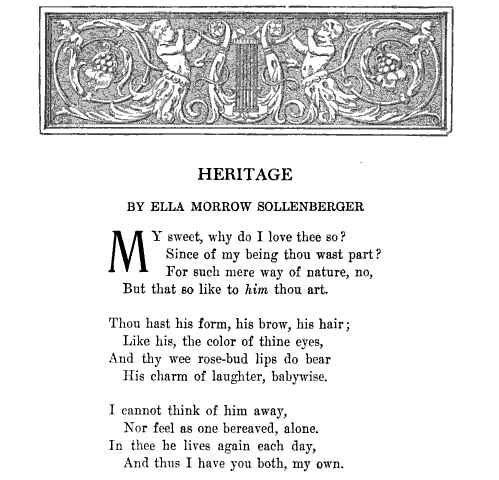 HERITAGE
BY ELLA MORROW SOLLENBERGER
MY sweet, why do I love thee so?
Since of my being thou wast part?
For such mere way of nature, no,
But that so like to him thou art.
Thou hast his form, his brow, his hair;
Like his, the color of thine eyes,
And thy wee rose-bud lips do bear
His charm of laughter, babywise.
I cannot think of him away,
Nor feel as one bereaved, alone.
In thee he lives again each day,
And thus I have you both, my own.